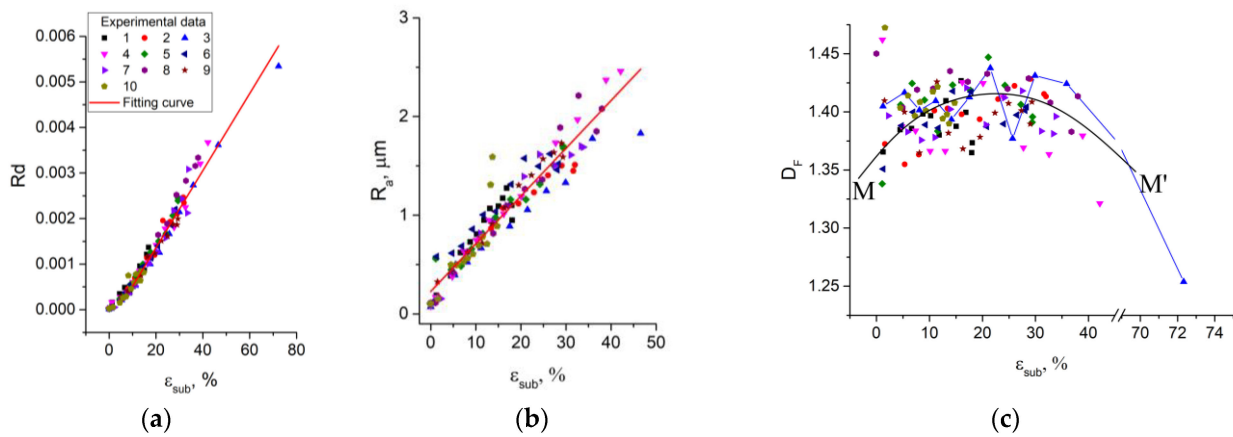 Rd
0.006
0.005
0.004
0.003
0.002
0.001
0.000
Experimental data
1 2 3
4 5 6
7 8 9
10
Fitting curve
0 20 40 60 80
ε_sub, %
(a)
R_a, μm
3
2
1
0
0 10 20 30 40 50
ε_sub, %
(b)
D_F
1.45
1.40
1.35
1.30
1.25
M
M'
0 10 20 30 40 70 72 74
ε_sub, %
(c)